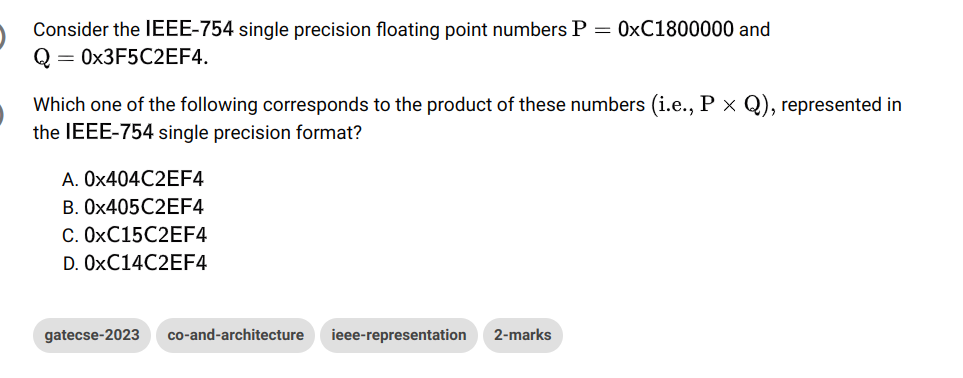 Consider the IEEE-754 single precision floating point numbers P = 0xC1800000 and
Q = 0x3F5C2EF4.
Which one of the following corresponds to the product of these numbers (i.e., P × Q), represented in
the IEEE-754 single precision format?
A. 0x404C2EF4
B. 0x405C2EF4
C. 0xC15C2EF4
D. 0xC14C2EF4
gatecse-2023 co-and-architecture ieee-representation 2-marks